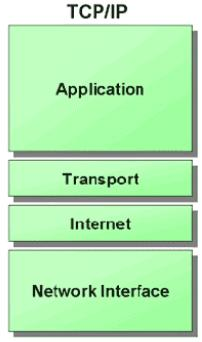 TCP/IP
Application
Transport
Internet
Network Interface